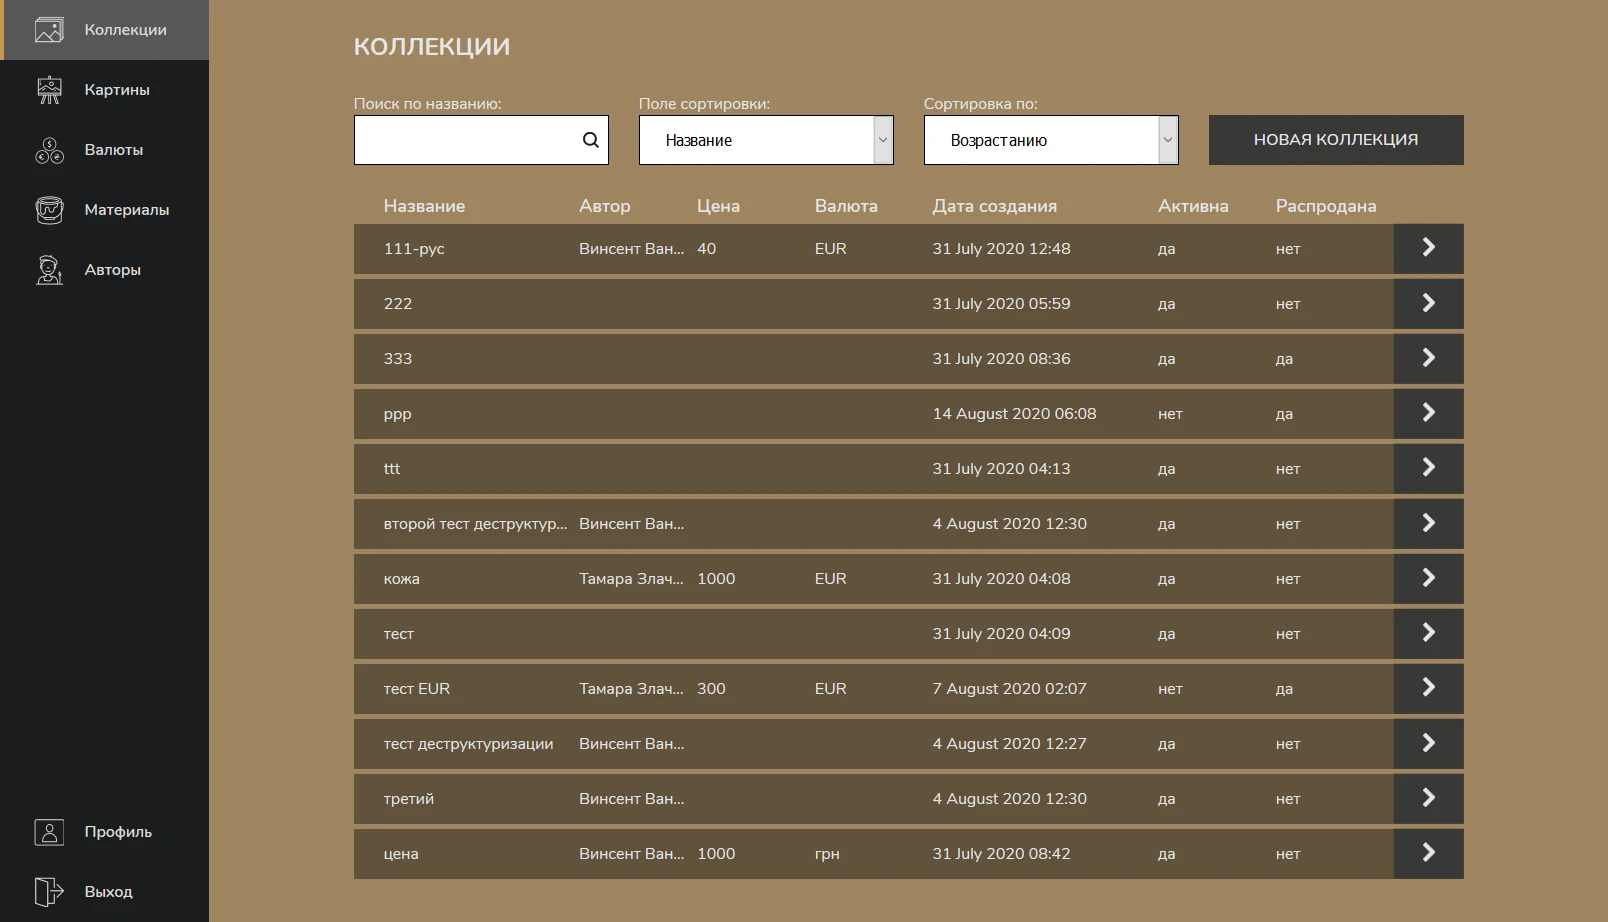 Коллекции
Картины
Валюты
Материалы
Авторы
Профиль
Выход
КОЛЛЕКЦИИ
Поиск по названию: Поле сортировки: Сортировка по:
Название Возрастанию НОВАЯ КОЛЛЕКЦИЯ
Название Автор Цена Валюта Дата создания Активна Распродана
111-рус Винсент Ван... 40 EUR 31 July 2020 12:48 да нет
222 31 July 2020 05:59 да нет
333 31 July 2020 08:36 да да
ppp 14 August 2020 06:08 нет да
ttt 31 July 2020 04:13 да нет
второй тест деструктур... Винсент Ван... 4 August 2020 12:30 да нет
кожа Тамара Злач... 1000 EUR 31 July 2020 04:08 да нет
тест 31 July 2020 04:09 да нет
тест EUR Тамара Злач... 300 EUR 7 August 2020 02:07 нет да
тест деструктуризации Винсент Ван... 4 August 2020 12:27 да нет
третий Винсент Ван... 4 August 2020 12:30 да нет
цена Винсент Ван... 1000 грн 31 July 2020 08:42 да нет